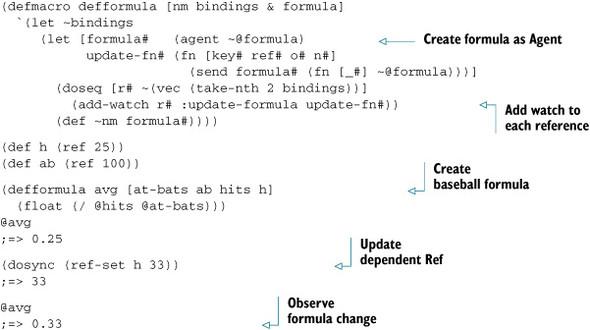 (defmacro defformula [nm bindings & formula]
  `(let ~bindings
     (let [formula#   (agent ~@formula)
           update-fn# (fn [key# ref# o# n#]
                        (send formula# (fn [_#] ~@formula)))]
       (doseq [r# ~(vec (take-nth 2 bindings))]
         (add-watch r# :update-formula update-fn#))
       (def ~nm formula#))))
Create formula as Agent
Add watch to
each reference
(def h (ref 25))
(def ab (ref 100))
Create
baseball formula
(defformula avg [at-bats ab hits h]
  (float (/ @hits @at-bats)))
@avg
;=> 0.25
Update
dependent Ref
(dosync (ref-set h 33))
;=> 33
Observe
formula change
@avg
;=> 0.33